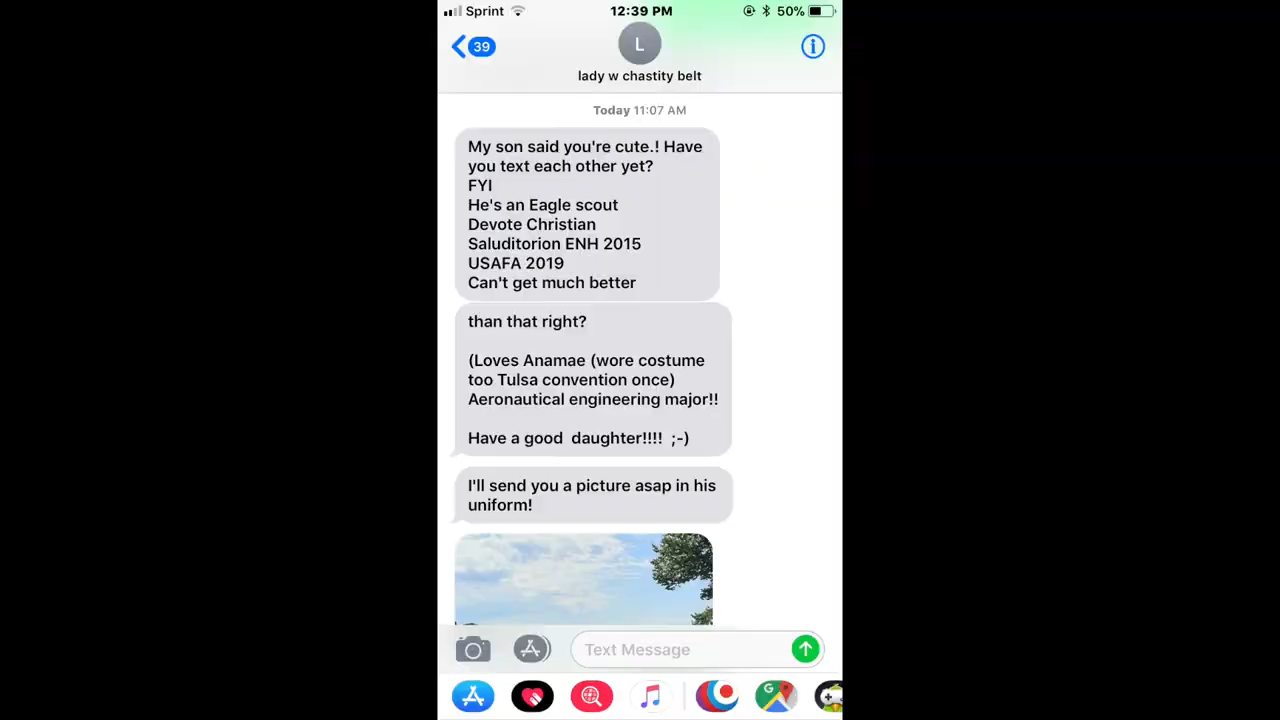 Sprint
12:39 PM
50%
39
L
lady w chastity belt
Today 11:07 AM
My son said you're cute.! Have
you text each other yet?
FYI
He's an Eagle scout
Devote Christian
Saluditorion ENH 2015
USAFA 2019
Can't get much better
than that right?
(Loves Anamae (wore costume
too Tulsa convention once)
Aeronautical engineering major!!
Have a good  daughter!!!!  ;-)
I'll send you a picture asap in his
uniform!
Text Message
G